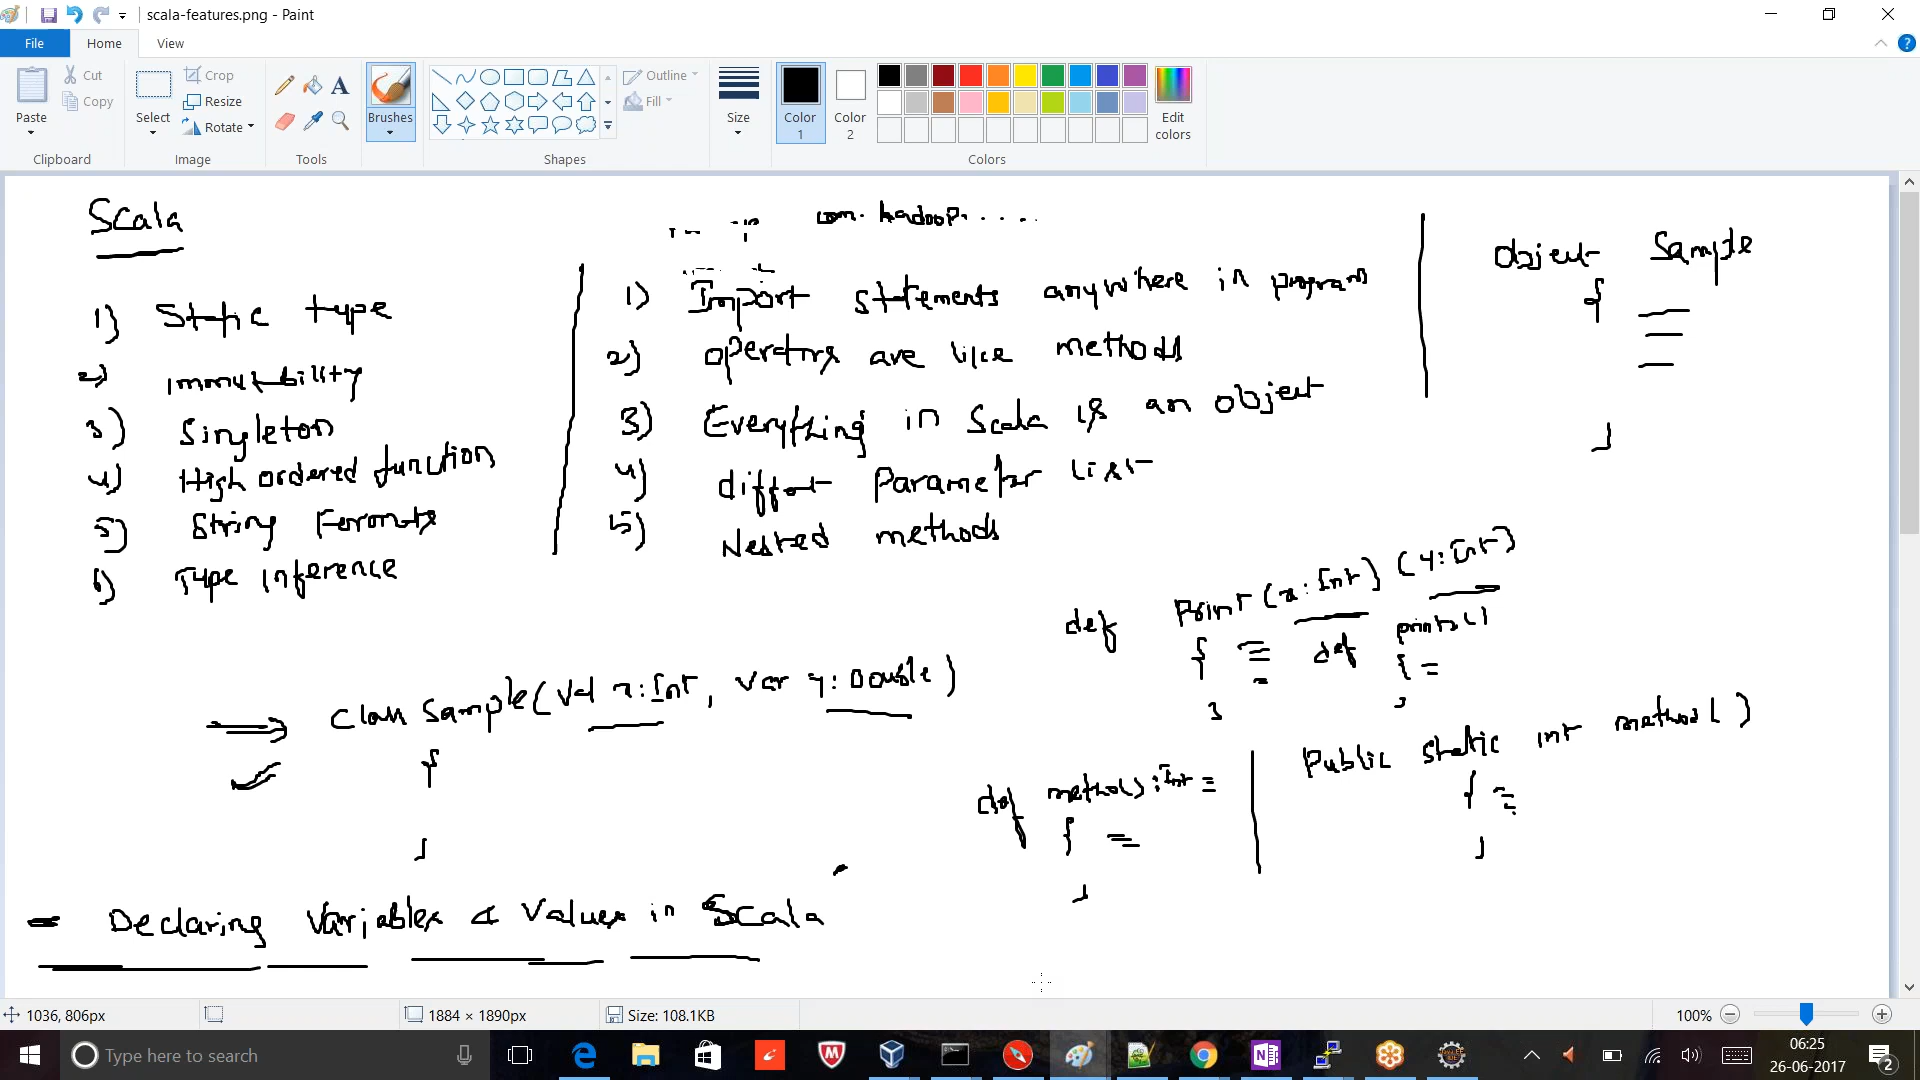 scala-features.png - Paint
File Home View
Paste
Cut
Copy
Clipboard
Select
Crop
Resize
Rotate
Image
Tools
Brushes
Shapes
Outline
Fill
Size
Color 1
Color 2
Colors
Edit colors
Scala
1) Static type
2) immutability
3) Singleton
4) High ordered function
5) String Formats
6) Type inference
com.hadoop.....
1) Import statements anywhere in program
2) operators are like methods
3) Everything in Scala is an object
4) Parameter list
5) Nested methods
Object Sample
{
}
def Print(x:Int) (y:Int)
{ def prints()
{
}
}
Class Sample(val x:Int, var y:Double)
{
}
def method():Int =
{
}
Public static int method()
{
}
= Declaring Variables & Values in Scala
1036, 806px
1884 × 1890px
Size: 108.1KB
100%
Type here to search
06:25
26-06-2017
2